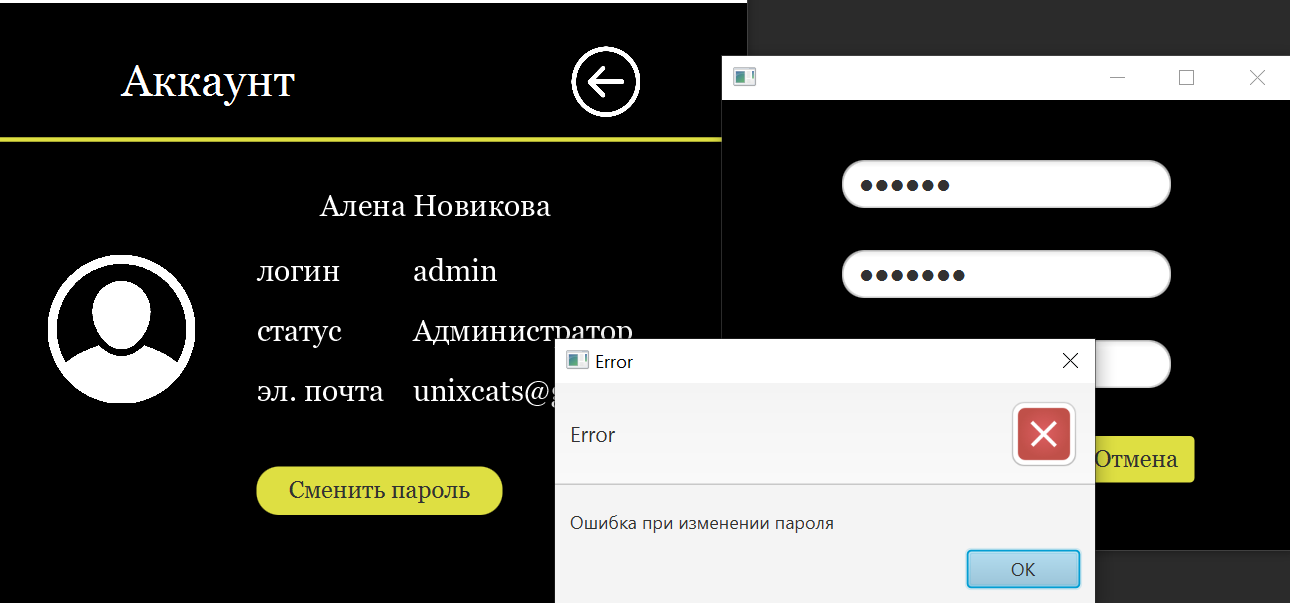 Аккаунт
Алена Новикова
логин admin
статус Администратор
эл. почта unixcats@
Сменить пароль
Error
Error
Ошибка при изменении пароля
OK
Отмена